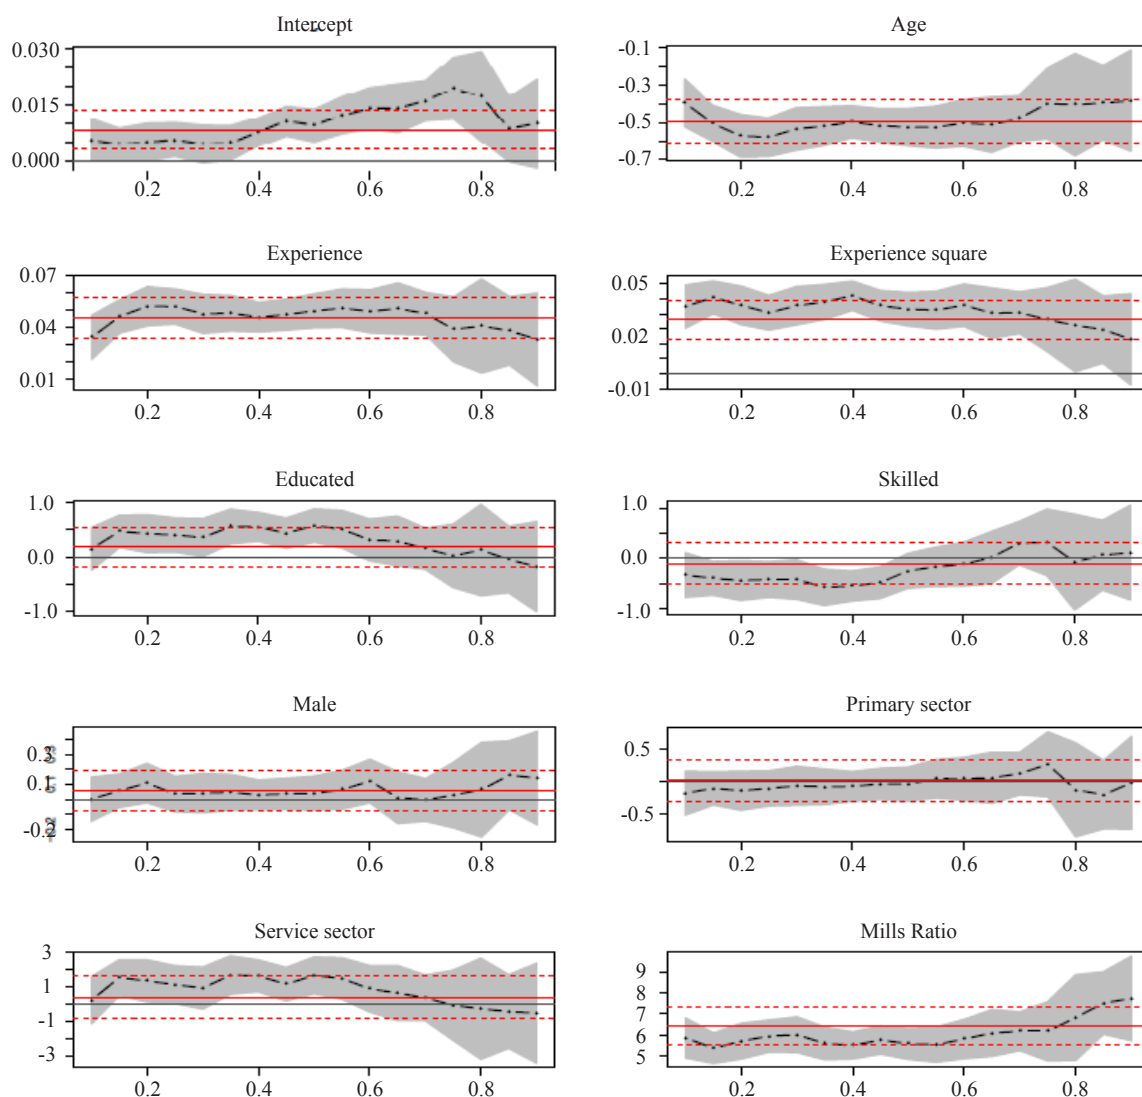 Intercept
0.030
0.015
0.000
0.2 0.4 0.6 0.8
Age
-0.1
-0.3
-0.5
-0.7
0.2 0.4 0.6 0.8
Experience
0.07
0.04
0.01
0.2 0.4 0.6 0.8
Experience square
0.05
0.02
-0.01
0.2 0.4 0.6 0.8
Educated
1.0
0.0
-1.0
0.2 0.4 0.6 0.8
Skilled
1.0
0.0
-1.0
0.2 0.4 0.6 0.8
Male
0.3
0.1
-0.2
0.2 0.4 0.6 0.8
Primary sector
0.5
-0.5
0.2 0.4 0.6 0.8
Service sector
3
1
-1
-3
0.2 0.4 0.6 0.8
Mills Ratio
9
8
7
6
5
0.2 0.4 0.6 0.8